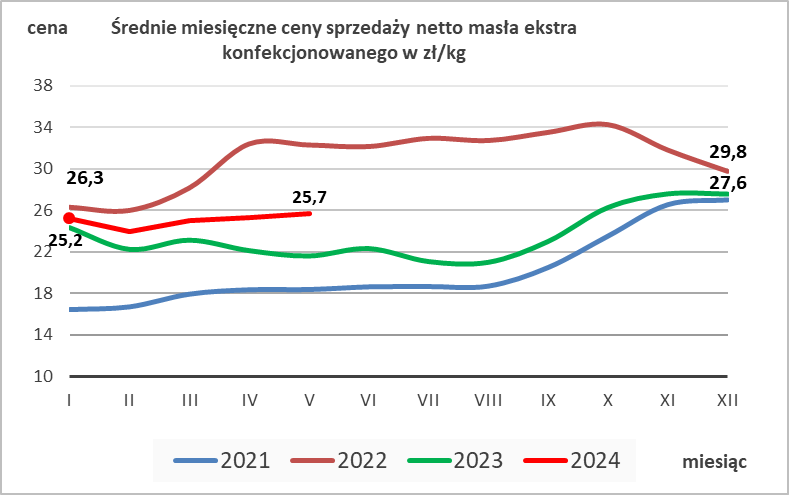 cena
Średnie miesięczne ceny sprzedaży netto masła ekstra
konfekcjonowanego w zł/kg
38
34
30
26
22
18
14
10
26,3
25,2
25,7
29,8
27,6
I II III IV V VI VII VIII IX X XI XII
2021 2022 2023 2024
miesiąc